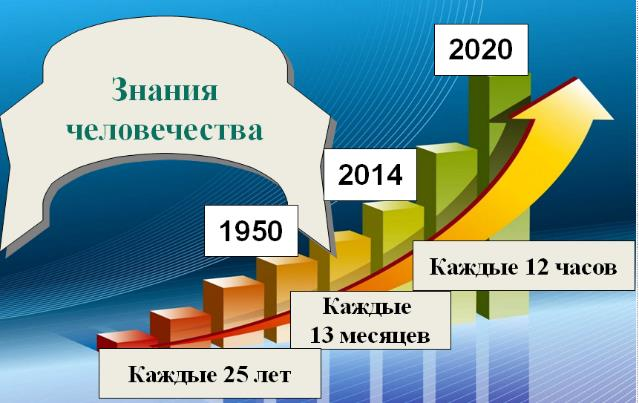 Знания
человечества
2020
2014
1950
Каждые 12 часов
Каждые
13 месяцев
Каждые 25 лет